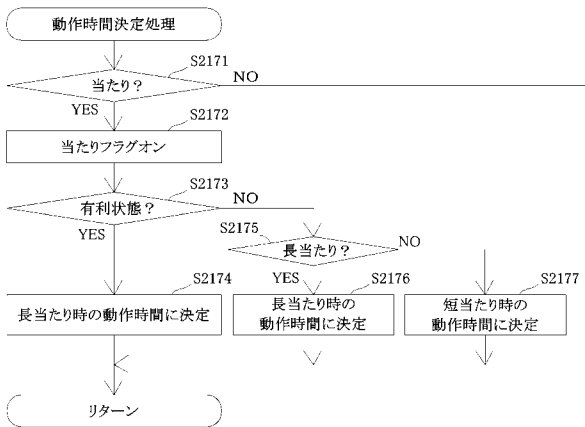 動作時間決定処理
S2171
当たり？
NO
YES
S2172
当たりフラグオン
S2173
有利状態？
NO
YES
S2175
長当たり？
NO
YES
S2174
長当たり時の動作時間に決定
S2176
長当たり時の
動作時間に決定
S2177
短当たり時の
動作時間に決定
リターン